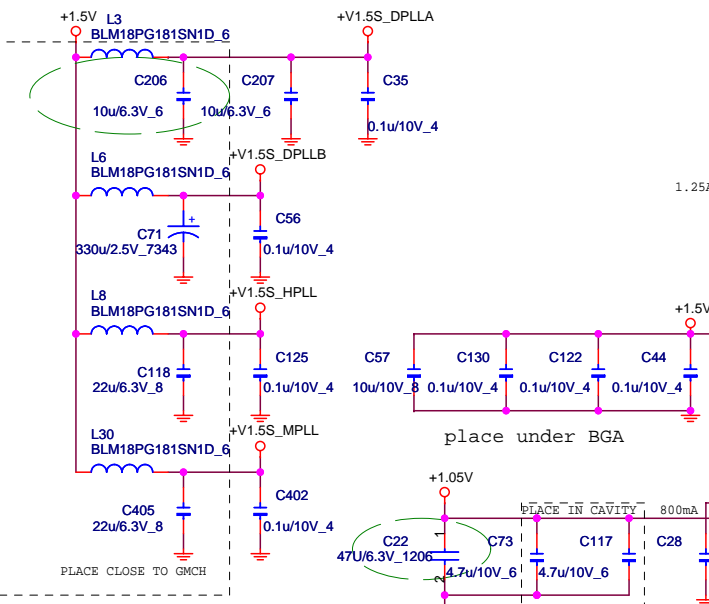 +1.5V
L3
BLM18PG181SN1D_6
+V1.5S_DPLLA
C206
10u/6.3V_6
C207
10u/6.3V_6
C35
0.1u/10V_4
L6
BLM18PG181SN1D_6
+V1.5S_DPLLB
C71
+
330u/2.5V_7343
C56
0.1u/10V_4
1.25A
L8
BLM18PG181SN1D_6
+V1.5S_HPLL
C118
22u/6.3V_8
C125
0.1u/10V_4
+1.5V
C57
10u/10V_8
C130
0.1u/10V_4
C122
0.1u/10V_4
C44
0.1u/10V_4
place under BGA
L30
BLM18PG181SN1D_6
+V1.5S_MPLL
C405
22u/6.3V_8
C402
0.1u/10V_4
PLACE CLOSE TO GMCH
+1.05V
PLACE IN CAVITY
800mA
C22
47U/6.3V_1206
1
2
C73
4.7u/10V_6
C117
4.7u/10V_6
C28